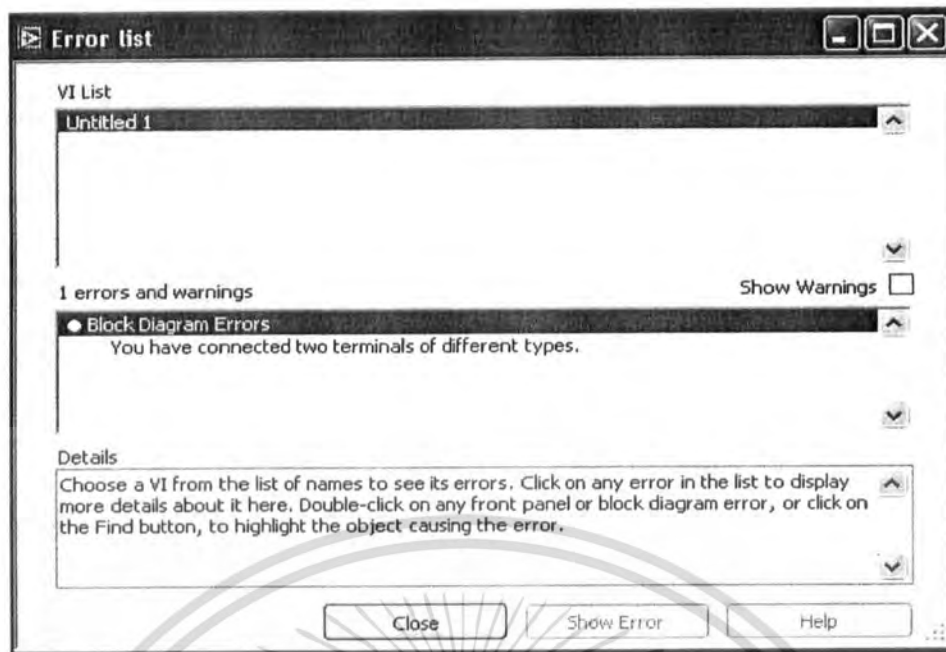 Error list
VI List
Untitled 1
1 errors and warnings
Show Warnings
Block Diagram Errors
You have connected two terminals of different types.
Details
Choose a VI from the list of names to see its errors. Click on any error in the list to display
more details about it here. Double-click on any front panel or block diagram error, or click on
the Find button, to highlight the object causing the error.
Close
Show Error
Help